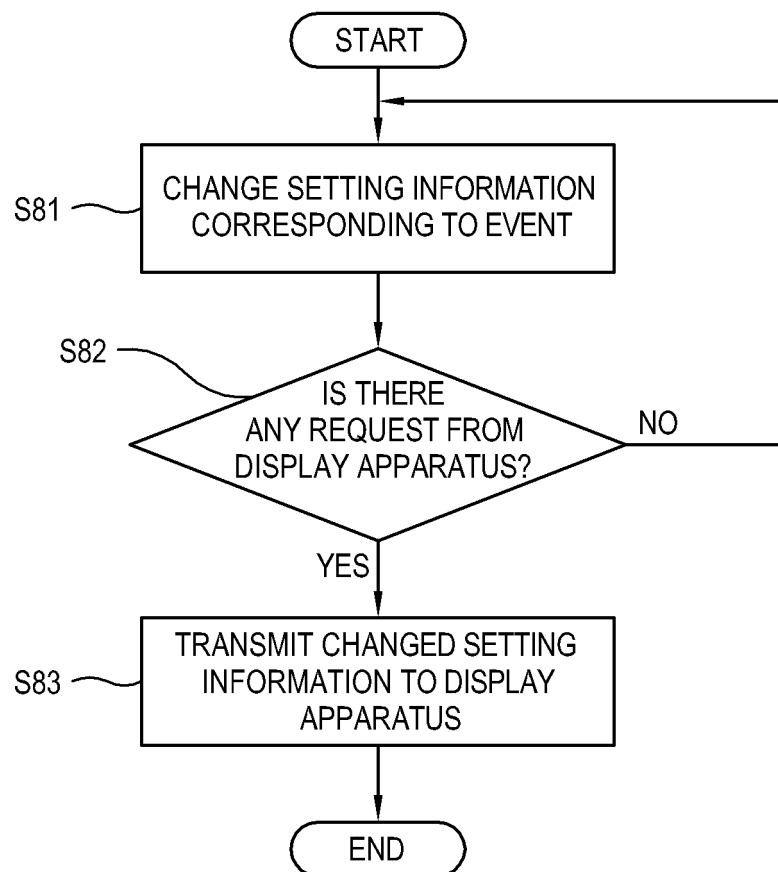 START
S81
CHANGE SETTING INFORMATION
CORRESPONDING TO EVENT
S82
IS THERE
ANY REQUEST FROM
DISPLAY APPARATUS?
NO
YES
S83
TRANSMIT CHANGED SETTING
INFORMATION TO DISPLAY
APPARATUS
END